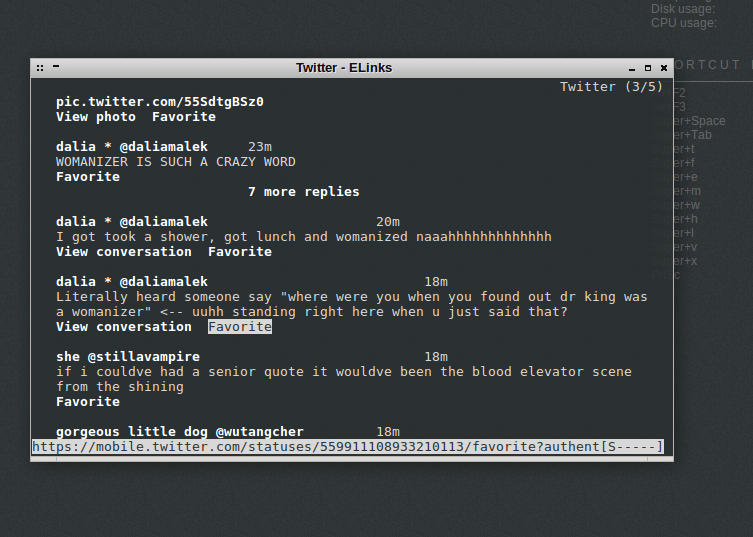 Disk usage:
CPU usage:
Twitter - ELinks
ORTCUT
Twitter (3/5)
pic.twitter.com/55SdtgBSz0
View photo  Favorite
dalia * @daliamalek     23m
WOMANIZER IS SUCH A CRAZY WORD
Favorite
7 more replies
dalia * @daliamalek     20m
I got took a shower, got lunch and womanized naaahhhhhhhhhhhhh
View conversation  Favorite
dalia * @daliamalek     18m
Literally heard someone say "where were you when you found out dr king was
a womanizer" <-- uuhh standing right here when u just said that?
View conversation  Favorite
she @stillavampire     18m
if i couldve had a senior quote it wouldve been the blood elevator scene
from the shining
Favorite
gorgeous little dog @wutangcher     18m
https://mobile.twitter.com/statuses/559911108933210113/favorite?authent[S-----]
F2
F3
er+Space
er+Tab
er+t
er+f
er+e
er+m
er+w
er+h
er+l
er+v
er+x
c